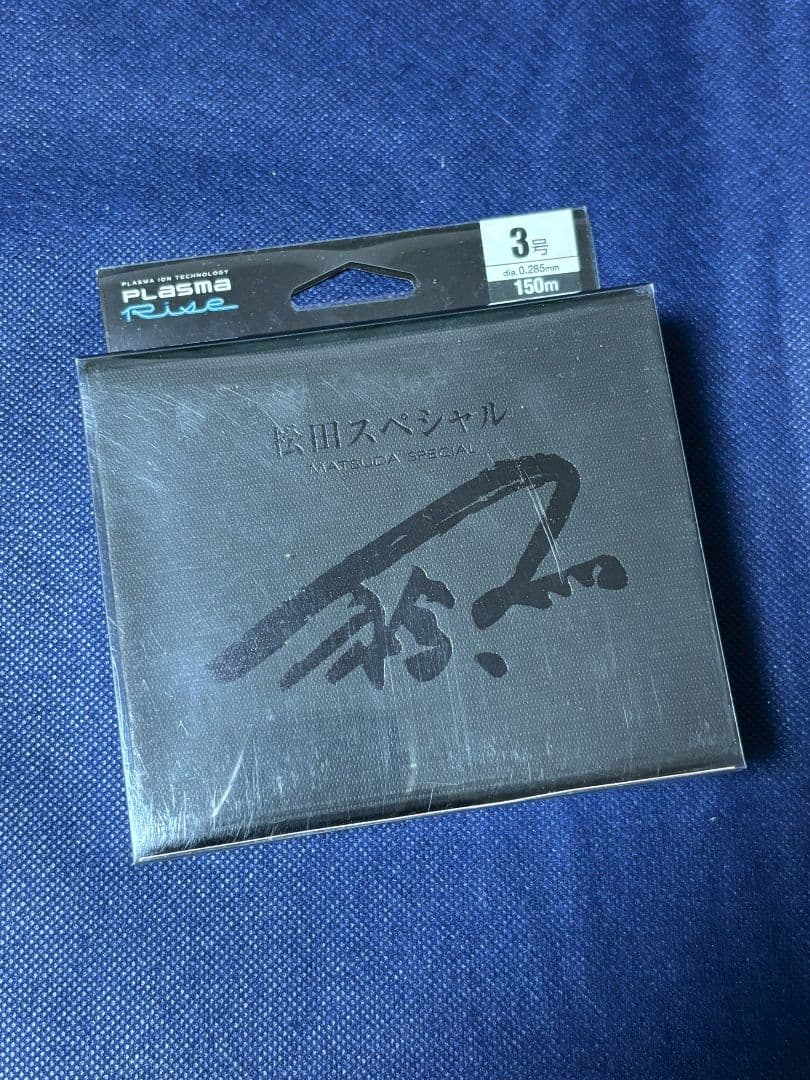 PLASMA ION TECHNOLOGY
PLasma
Rise
3号
dia.0.285mm
150m
松田スペシャル
MATSUDA SPECIAL